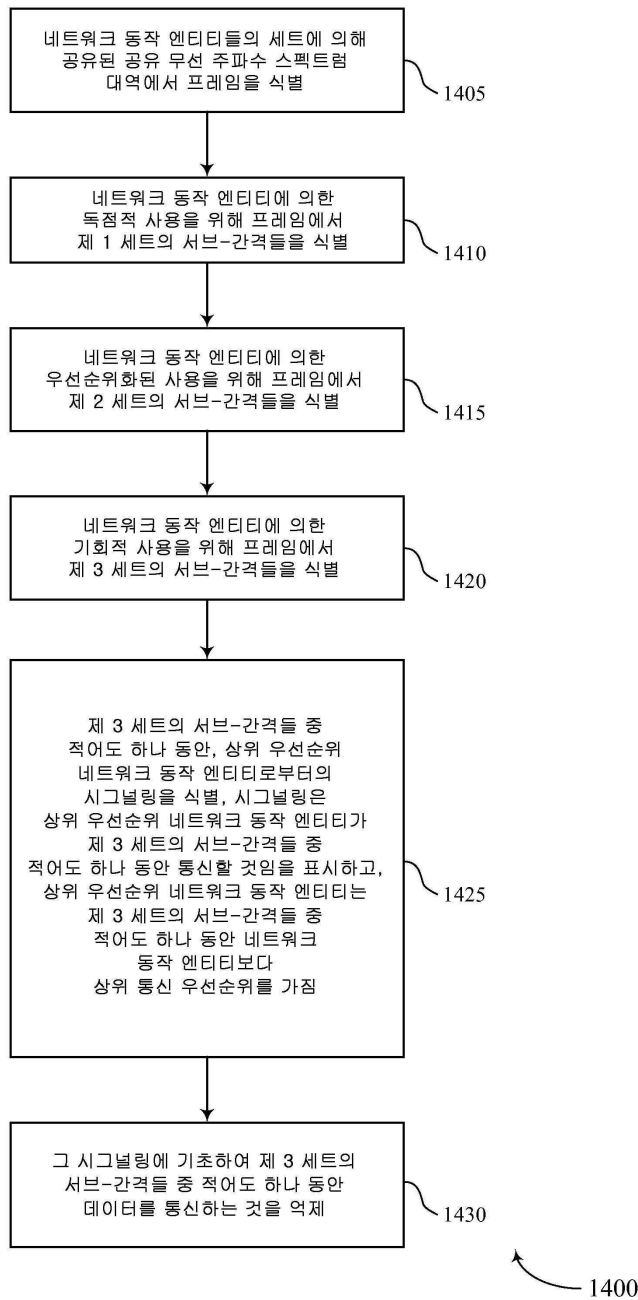 네트워크 동작 엔티티들의 세트에 의해
공유된 공유 무선 주파수 스펙트럼
대역에서 프레임을 식별
1405
네트워크 동작 엔티티에 의한
독점적 사용을 위해 프레임에서
제 1 세트의 서브-간격들을 식별
1410
네트워크 동작 엔티티에 의한
우선순위화된 사용을 위해 프레임에서
제 2 세트의 서브-간격들을 식별
1415
네트워크 동작 엔티티에 의한
기회적 사용을 위해 프레임에서
제 3 세트의 서브-간격들을 식별
1420
제 3 세트의 서브-간격들 중
적어도 하나 동안, 상위 우선순위
네트워크 동작 엔티티로부터의
시그널링을 식별, 시그널링은
상위 우선순위 네트워크 동작 엔티티가
제 3 세트의 서브-간격들 중
적어도 하나 동안 통신할 것임을 표시하고,
상위 우선순위 네트워크 동작 엔티티는
제 3 세트의 서브-간격들 중
적어도 하나 동안 네트워크
동작 엔티티보다
상위 통신 우선순위를 가짐
1425
그 시그널링에 기초하여 제 3 세트의
서브-간격들 중 적어도 하나 동안
데이터를 통신하는 것을 억제
1430
1400